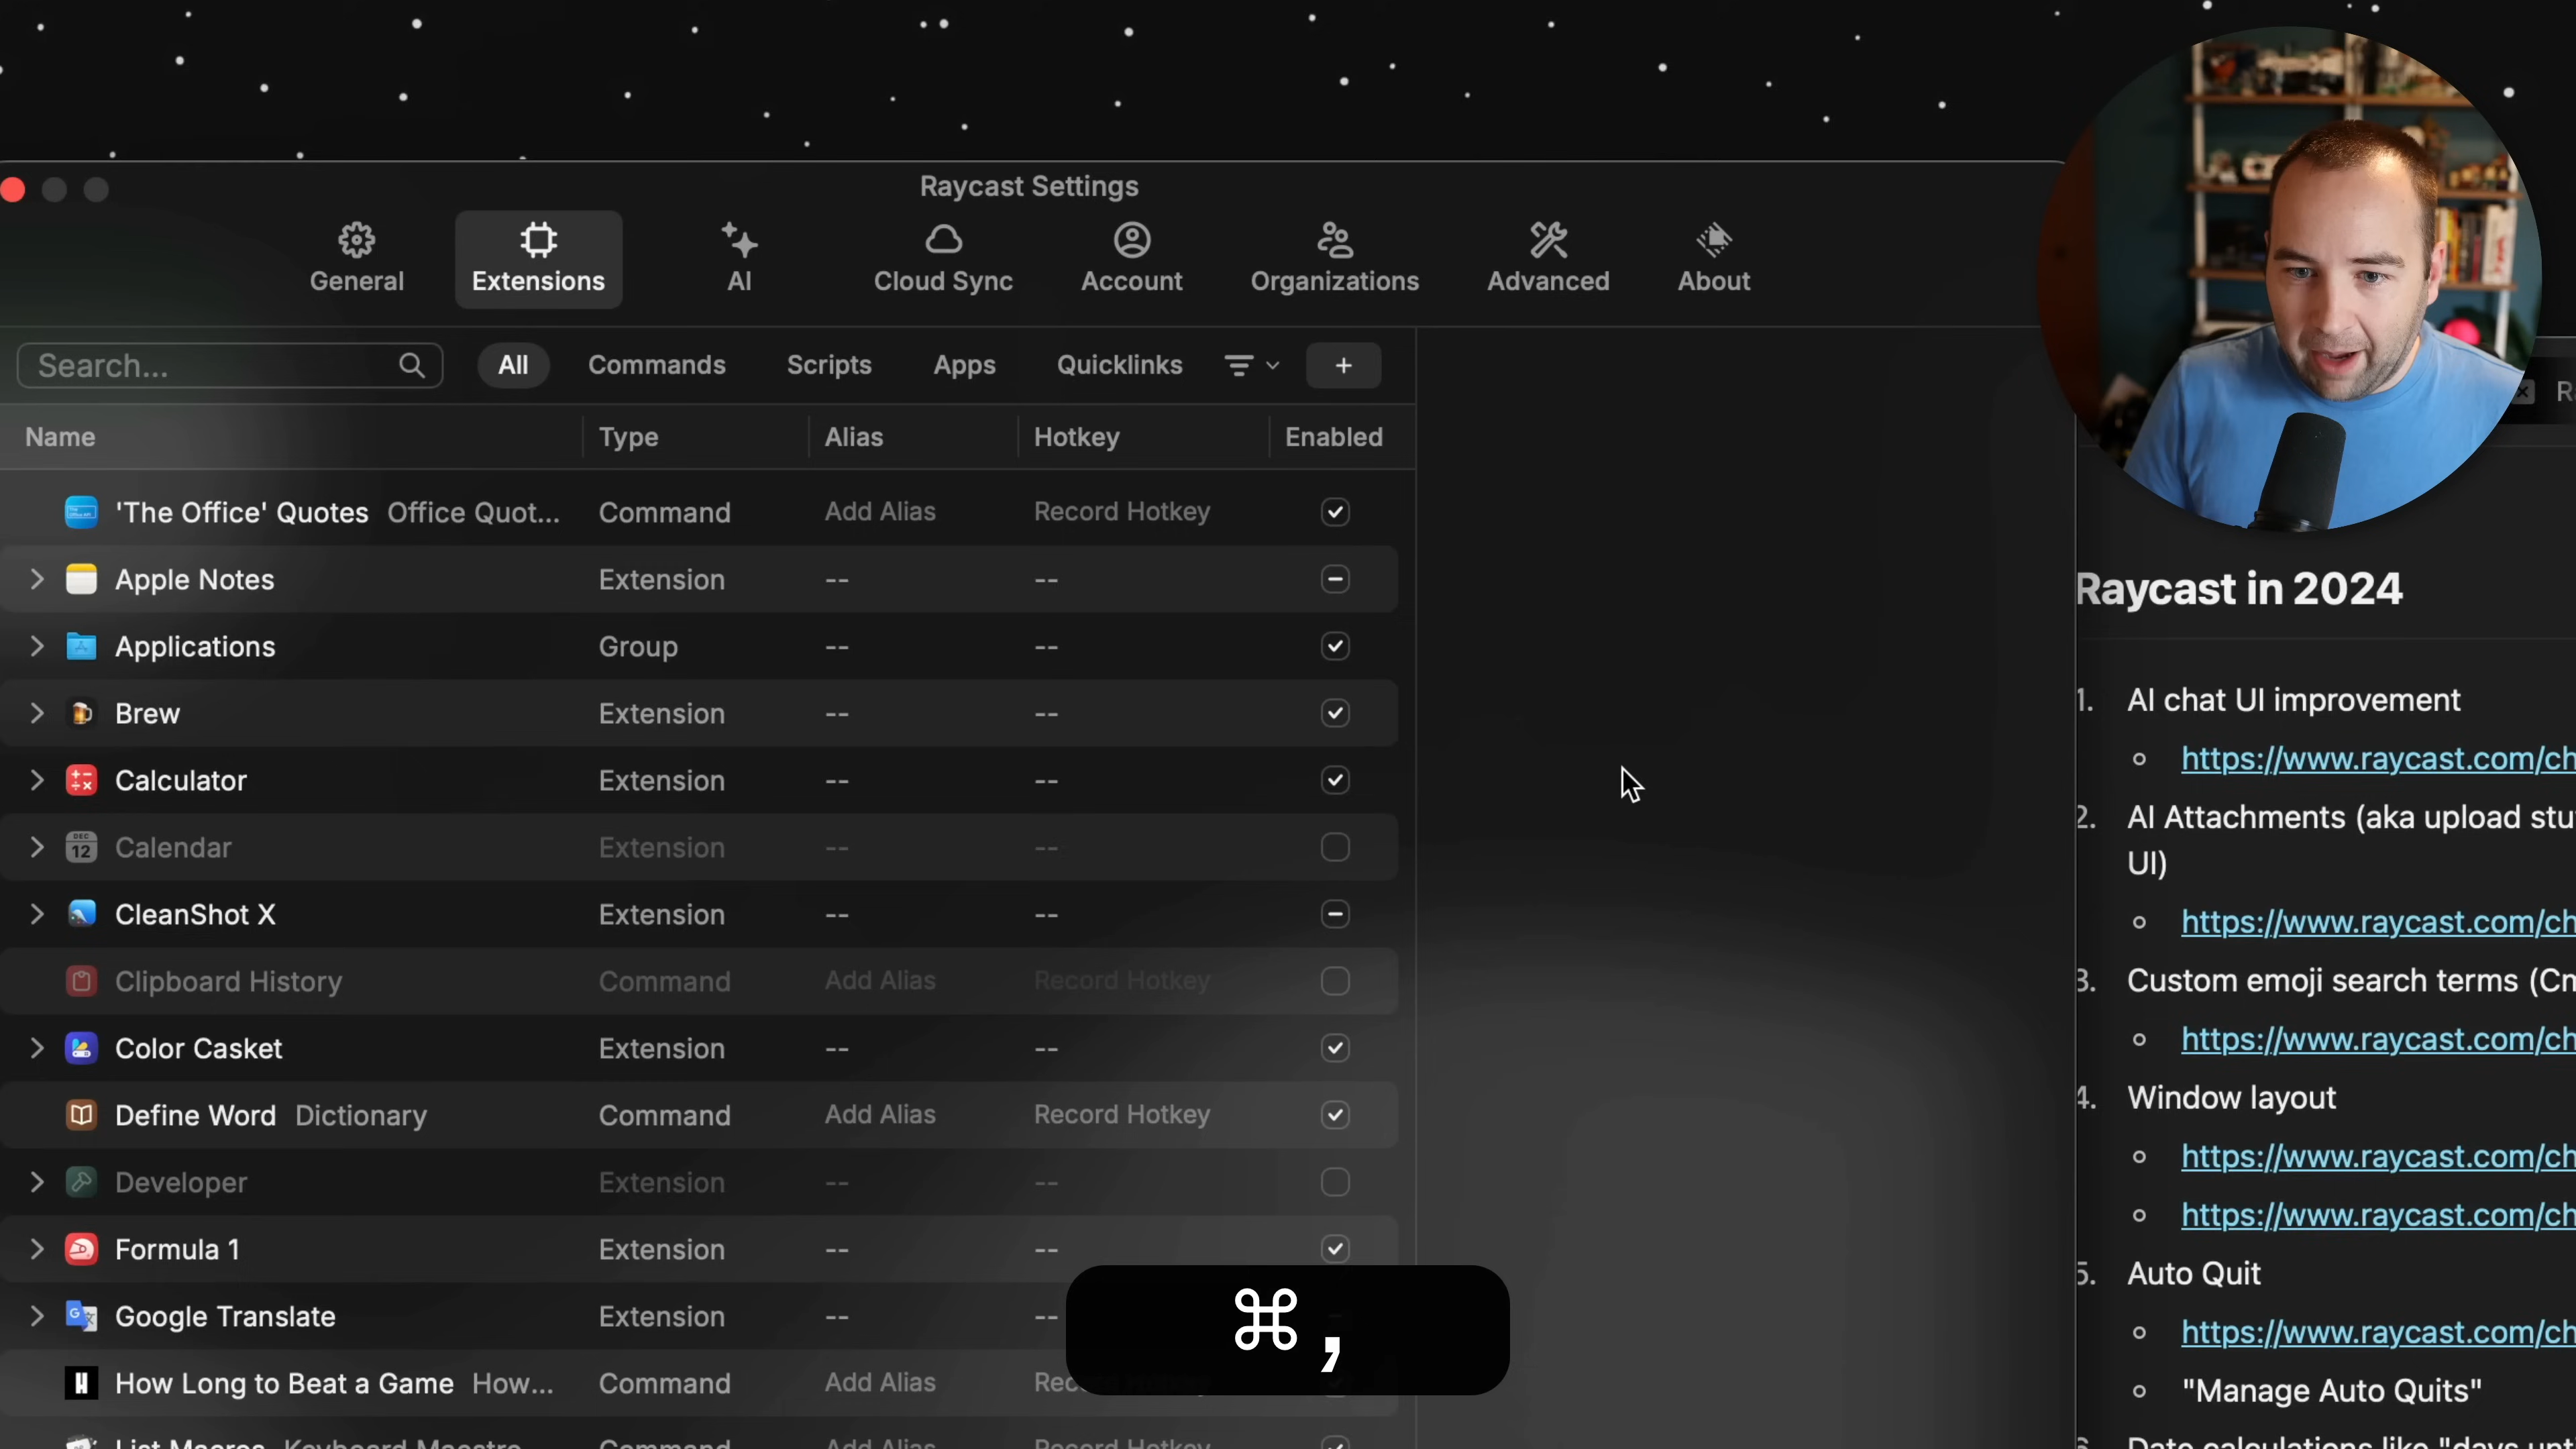 Raycast Settings
General
Extensions
AI
Cloud Sync
Account
Organizations
Advanced
About
Search...
All
Commands
Scripts
Apps
Quicklinks
+
Name
Type
Alias
Hotkey
Enabled
'The Office' Quotes Office Quot... Command Add Alias Record Hotkey
Apple Notes Extension -- --
Applications Group -- --
Brew Extension -- --
Calculator Extension -- --
DEC
12
Calendar Extension -- --
CleanShot X Extension -- --
Clipboard History Command Add Alias Record Hotkey
Color Casket Extension -- --
Define Word Dictionary Command Add Alias Record Hotkey
Developer Extension -- --
Formula 1 Extension -- --
Google Translate Extension -- --
How Long to Beat a Game How... Command Add Alias
⌘,
Raycast in 2024
1. AI chat UI improvement
https://www.raycast.com/ch
2. AI Attachments (aka upload stu
UI)
https://www.raycast.com/ch
3. Custom emoji search terms (Cm
https://www.raycast.com/ch
4. Window layout
https://www.raycast.com/ch
https://www.raycast.com/ch
5. Auto Quit
https://www.raycast.com/ch
"Manage Auto Quits"